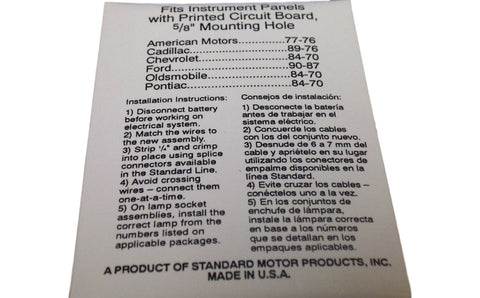 Fits Instrument Panels
with Printed Circuit Board,
5/8" Mounting Hole
American Motors..............77-76
Cadillac..............................89-76
Chevrolet...........................84-70
Ford...................................90-87
Oldsmobile........................84-70
Pontiac...............................84-70
Installation Instructions:
1) Disconnect battery
before working on
electrical system.
2) Match the wires to
the new assembly.
3) Strip 1/4" and crimp
into place using splice
connectors available
in the Standard Line.
4) Avoid crossing
wires – connect them
one-at-a-time.
5) On lamp socket
assemblies, install the
correct lamp from the
numbers listed on
applicable packages.
Consejos de instalación:
1) Desconecte la batería
antes de trabajar en el
sistema eléctrico.
2) Concuerde los cables
con los del conjunto nuevo.
3) Desnude de 6 a 7 mm del
cable y apriételo en su lugar
utilizando los conectores de
empalme disponibles en la
línea Standard.
4) Evite cruzar los cables –
conéctelos uno a la vez.
5) En los conjuntos de
enchufe de lámpara,
instale la lámpara correcta
en base a los números
que se detallan en los
empaques aplicables.
A PRODUCT OF STANDARD MOTOR PRODUCTS, INC.
MADE IN U.S.A.